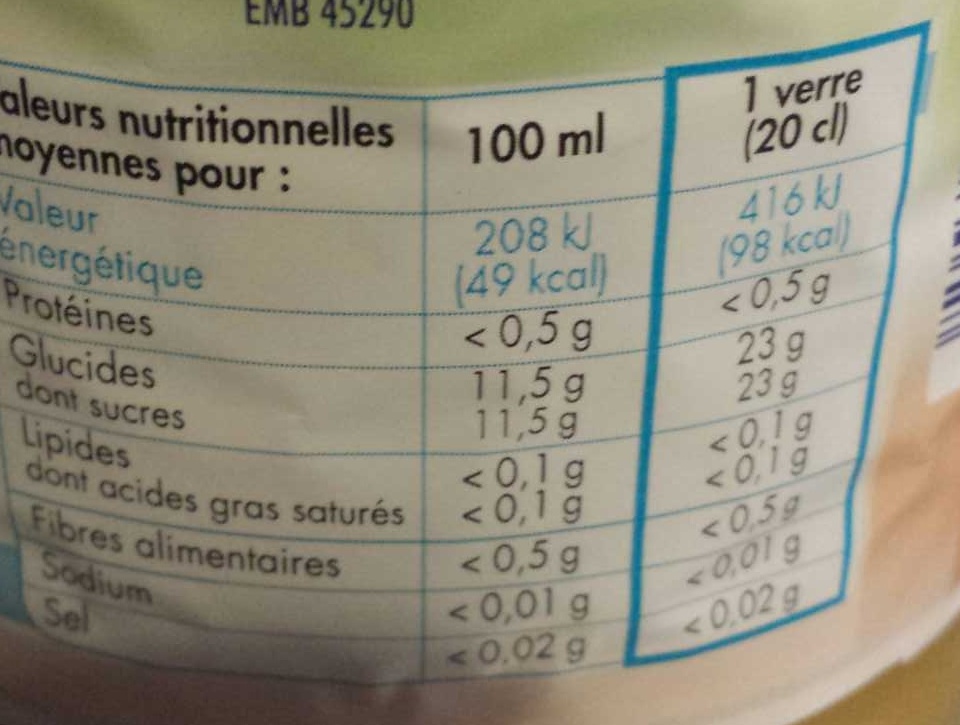 EMB 45290
aleurs nutritionnelles 100 ml 1 verre
moyennes pour : (20 cl)
Valeur 208 kJ 416 kJ
énergétique (49 kcal) (98 kcal)
Protéines < 0,5 g < 0,5 g
Glucides 11,5 g 23 g
dont sucres 11,5 g 23 g
Lipides < 0,1 g < 0,1 g
dont acides gras saturés < 0,1 g < 0,1 g
Fibres alimentaires < 0,5 g < 0,5 g
Sodium < 0,01 g < 0,01 g
Sel < 0,02 g < 0,02 g